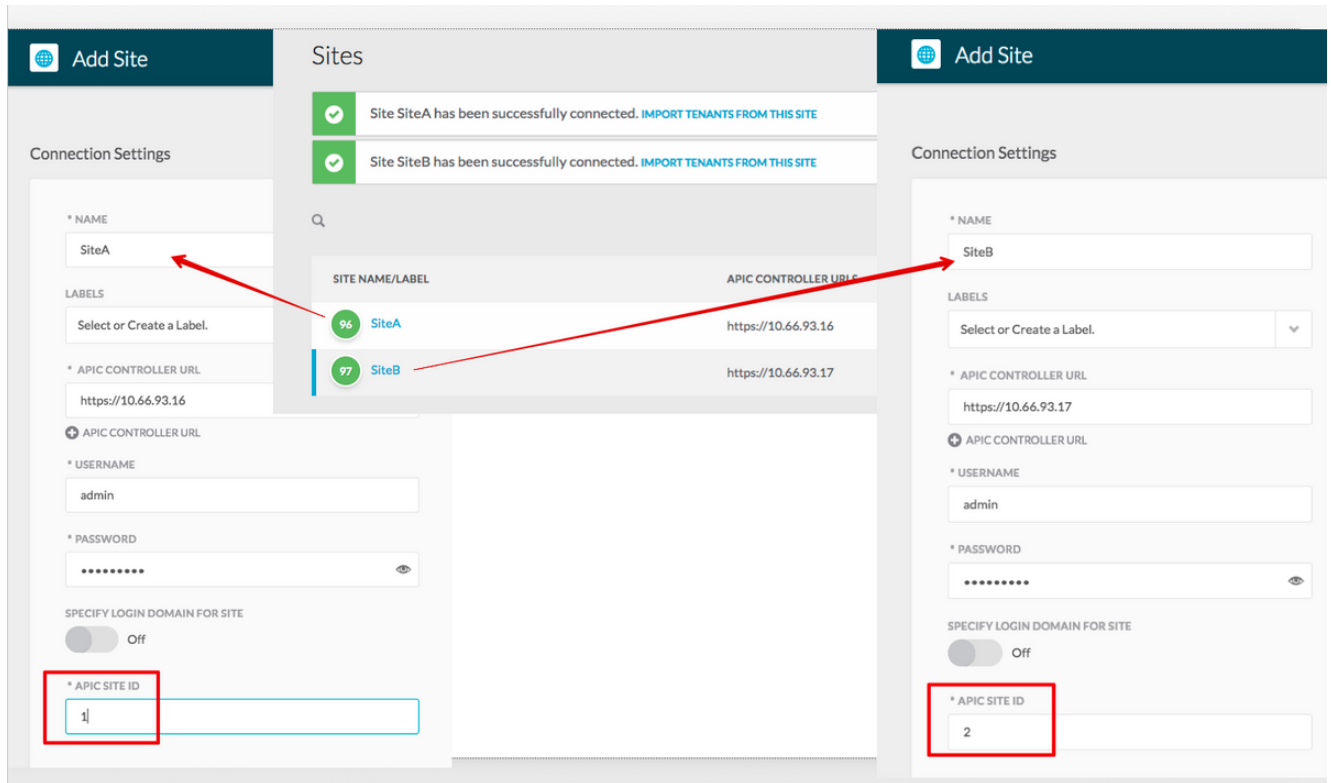 Add Site
Connection Settings
* NAME
SiteA
LABELS
Select or Create a Label.
* APIC CONTROLLER URL
https://10.66.93.16
APIC CONTROLLER URL
* USERNAME
admin
* PASSWORD
•••••••••
SPECIFY LOGIN DOMAIN FOR SITE
Off
* APIC SITE ID
1
Sites
Site SiteA has been successfully connected. IMPORT TENANTS FROM THIS SITE
Site SiteB has been successfully connected. IMPORT TENANTS FROM THIS SITE
SITE NAME/LABEL APIC CONTROLLER URLS
96 SiteA https://10.66.93.16
97 SiteB https://10.66.93.17
Add Site
Connection Settings
* NAME
SiteB
LABELS
Select or Create a Label.
* APIC CONTROLLER URL
https://10.66.93.17
APIC CONTROLLER URL
* USERNAME
admin
* PASSWORD
•••••••••
SPECIFY LOGIN DOMAIN FOR SITE
Off
* APIC SITE ID
2